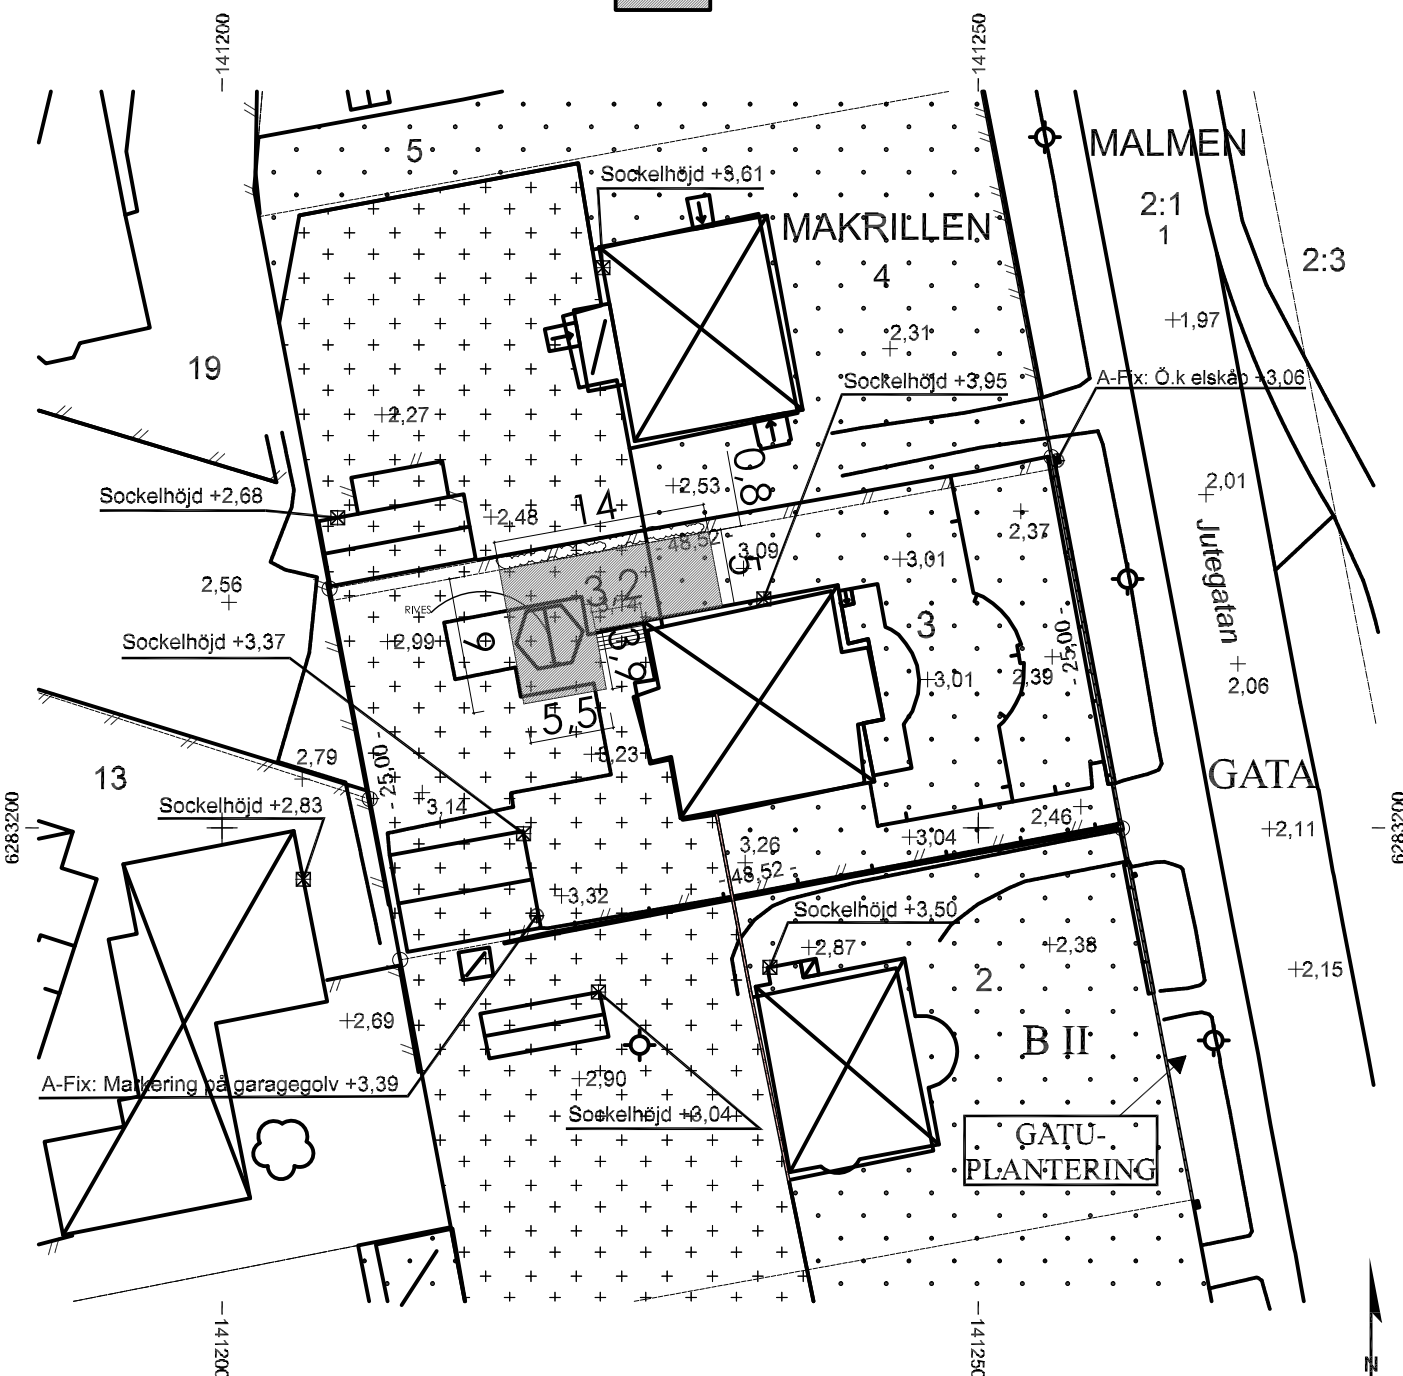 141200
141250
MALMEN
5
Sockelhöjd +3,61
2:1
1
MAKRILLEN
4
2:3
1,97
2,31
19
Sockelhöjd +3,95
A-Fix: Ö.k elskåp +3,06
2,27
8,0
2,53
2,01
Sockelhöjd +2,68
14
2,48
2,37
48,52
3,09
5
3,01
Jutegatan
2,56
3,2
RIVES
3
2,99
9
3,9
Sockelhöjd +3,37
25,00
3,01
2,39
2,06
5,5
3,23
2,79
25,00
13
GATA
Sockelhöjd +2,83
3,14
2,46
6283200
3,26
3,04
2,11
6283200
48,52
3,32
Sockelhöjd +3,50
2,87
2,38
2,15
2
2,69
B II
A-Fix: Markering på garagegolv +3,39
2,90
Sockelhöjd +3,04
GATU-
PLANTERING
141200
141250
N